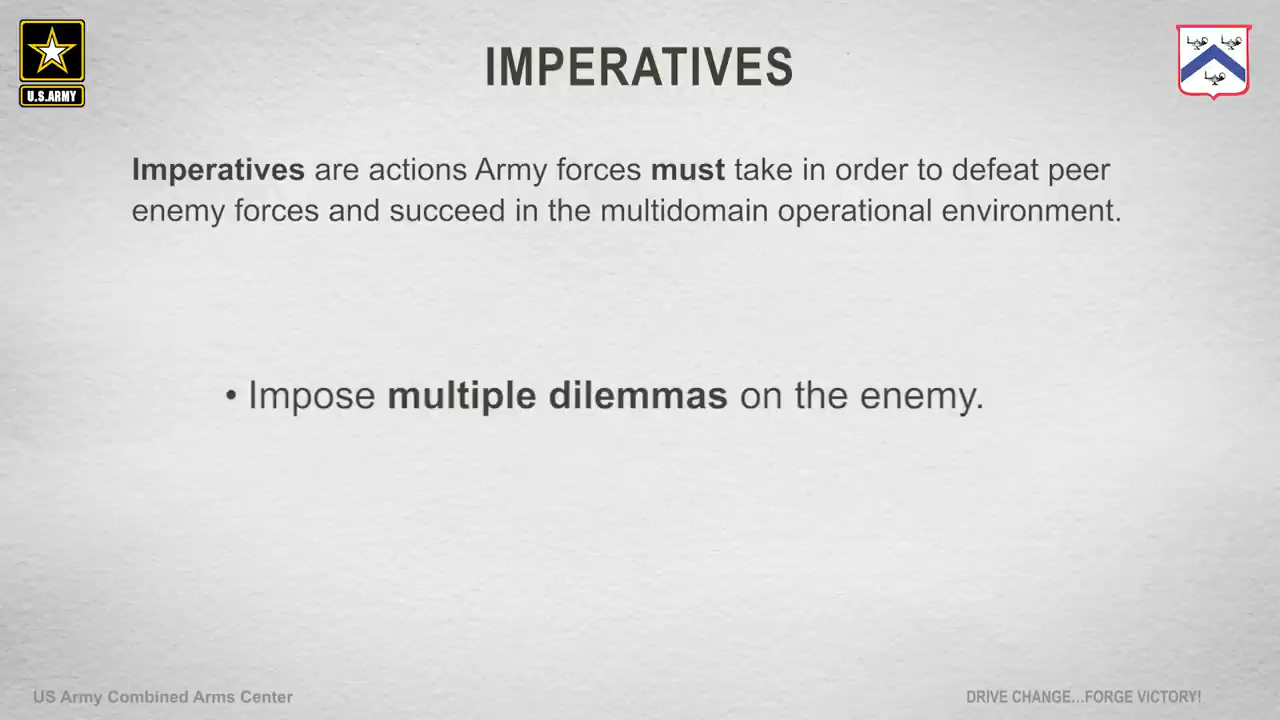 IMPERATIVES
U.S.ARMY
Imperatives are actions Army forces must take in order to defeat peer
enemy forces and succeed in the multidomain operational environment.
• Impose multiple dilemmas on the enemy.
US Army Combined Arms Center
DRIVE CHANGE...FORGE VICTORY!